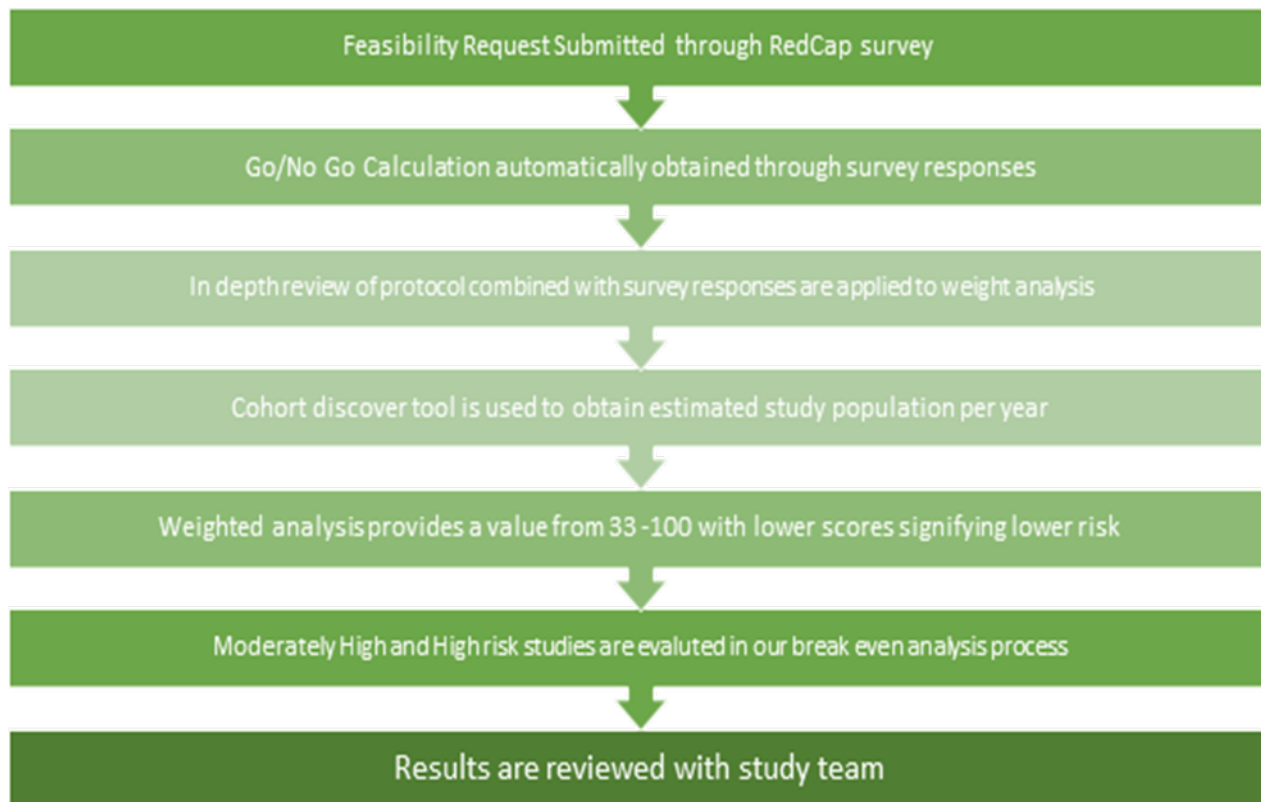 Feasibility Request Submitted through RedCap survey
Go/No Go Calculation automatically obtained through survey responses
In depth review of protocol combined with survey responses are applied to weight analysis
Cohort discover tool is used to obtain estimated study population per year
Weighted analysis provides a value from 33 -100 with lower scores signifying lower risk
Moderately High and High risk studies are evaluted in our break even analysis process
Results are reviewed with study team